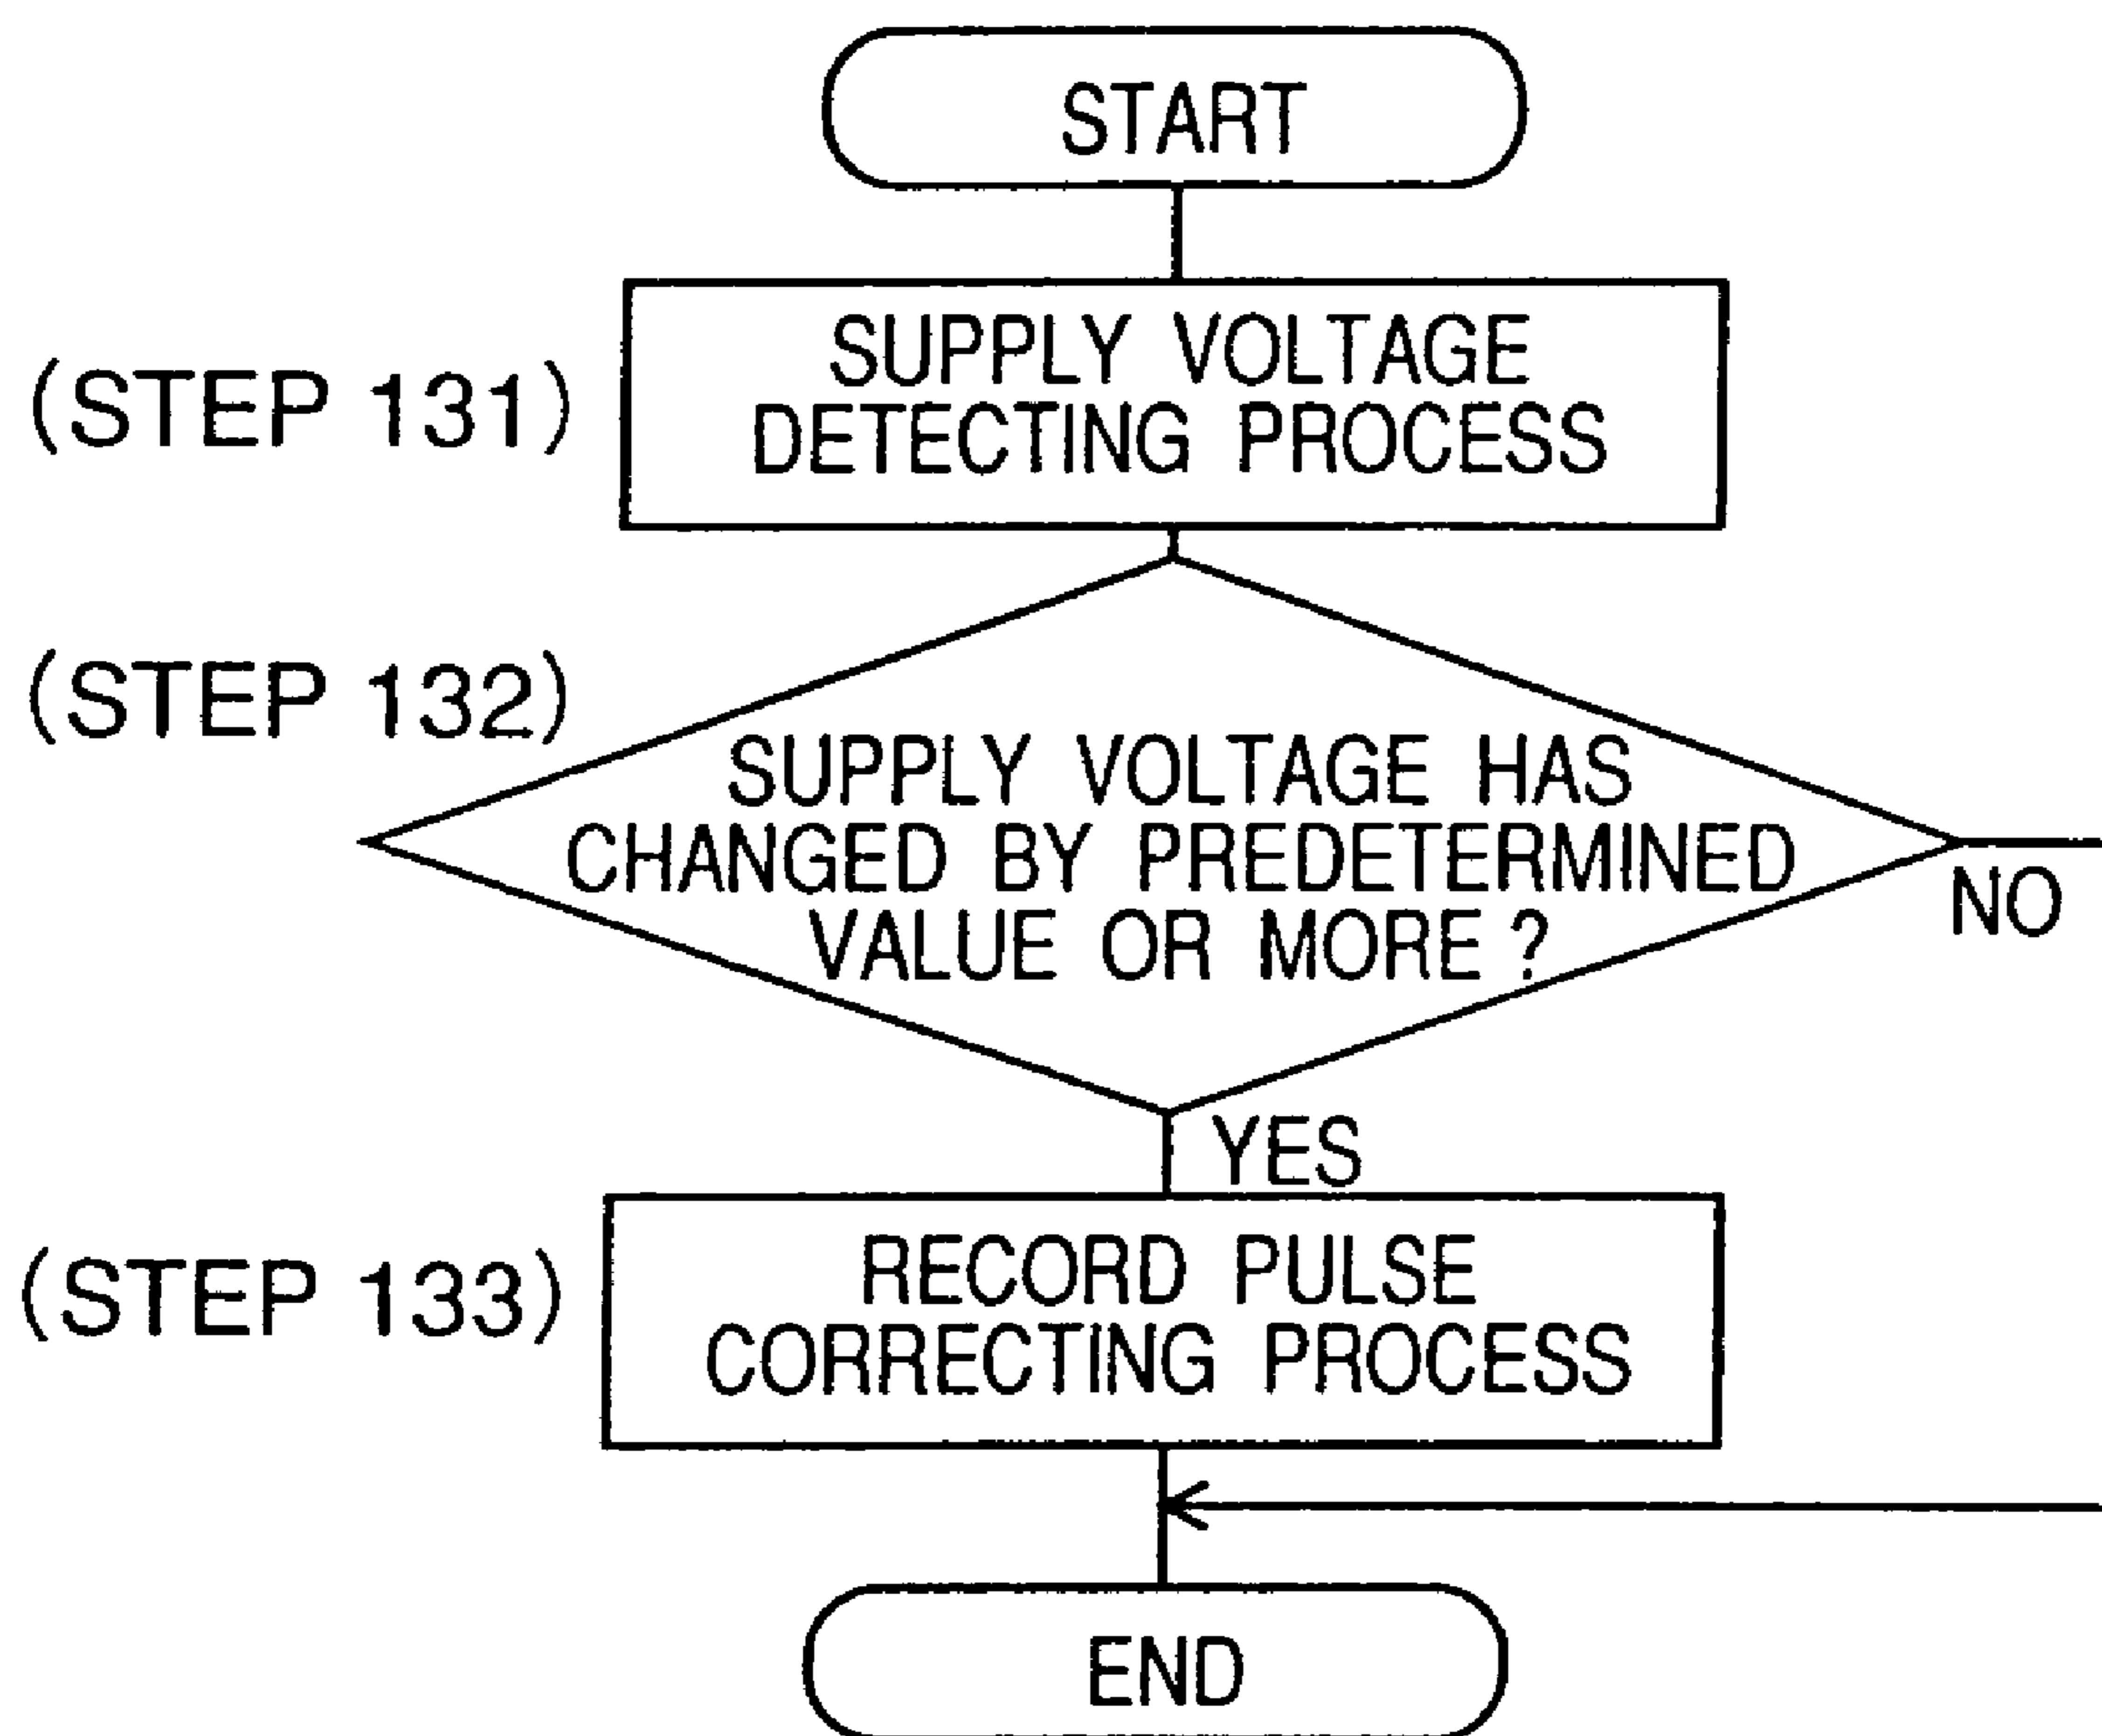 START
(STEP 131)
SUPPLY VOLTAGE
DETECTING PROCESS
(STEP 132)
SUPPLY VOLTAGE HAS
CHANGED BY PREDETERMINED
VALUE OR MORE ?
NO
YES
(STEP 133)
RECORD PULSE
CORRECTING PROCESS
END